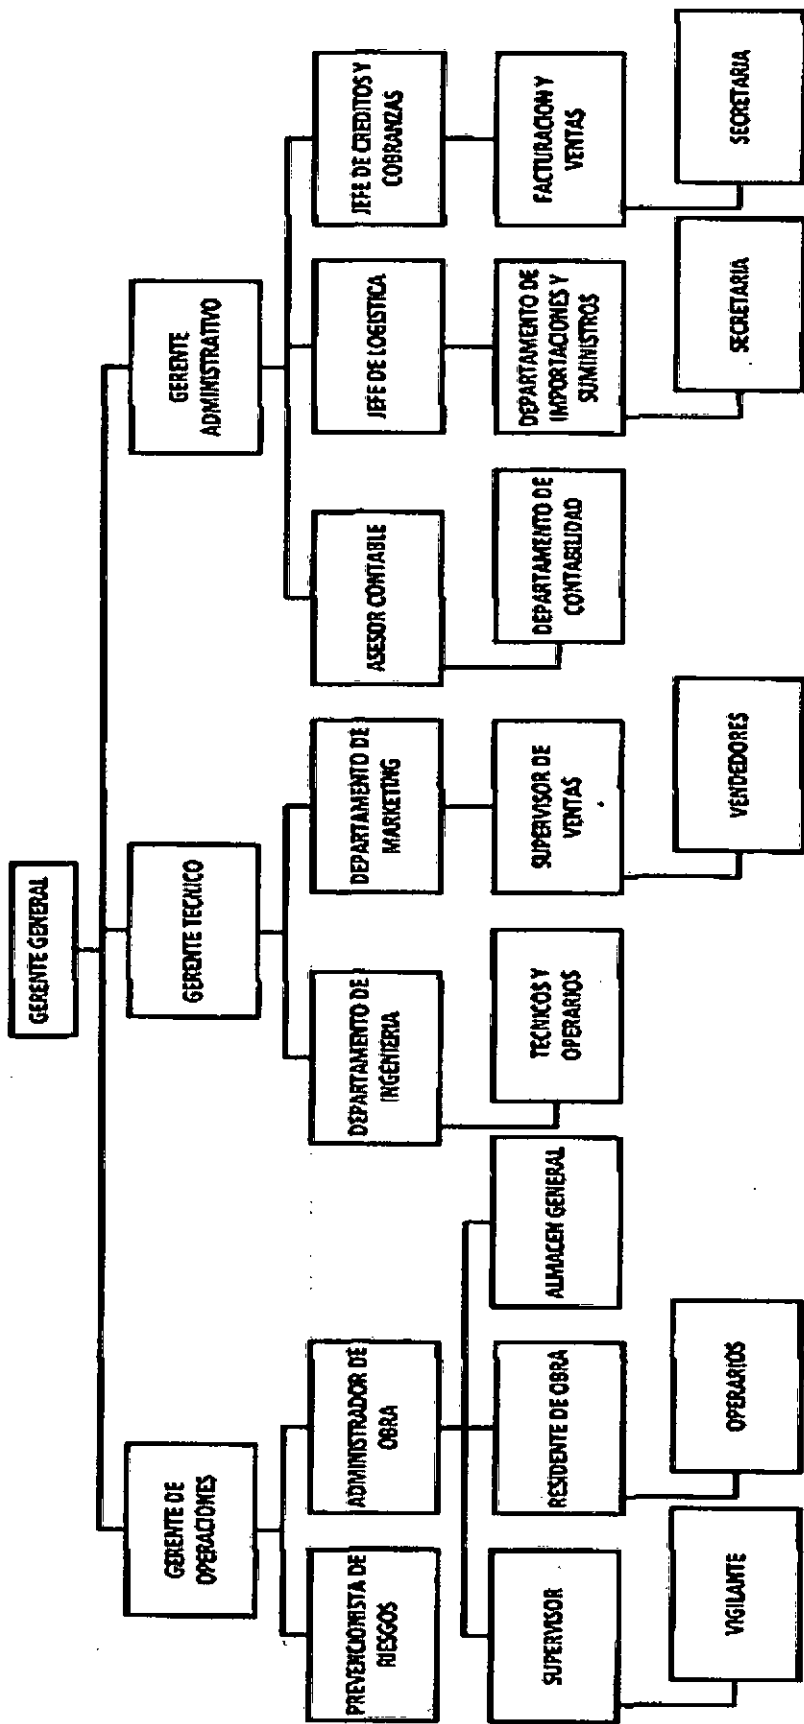 GERENTE GENERAL
GERENTE DE
OPERACIONES
GERENTE TECNICO
GERENTE
ADMINISTRATIVO
PREVENCIONISTA DE
RIESGOS
ADMINISTRADOR DE
OBRA
DEPARTAMENTO DE
INGENIERIA
DEPARTAMENTO DE
MARKETING
ASESOR CONTABLE
JEFE DE LOGISTICA
JEFE DE CREDITOS Y
COBRANZAS
SUPERVISOR
RESIDENTE DE OBRA
ALMACEN GENERAL
TECNICOS Y
OPERARIOS
SUPERVISOR DE
VENTAS
DEPARTAMENTO DE
CONTABILIDAD
DEPARTAMENTO DE
IMPORTACIONES Y
SUMINISTROS
FACTURACION Y
VENTAS
VIGILANTE
OPERARIOS
VENDEDORES
SECRETARIA
SECRETARIA